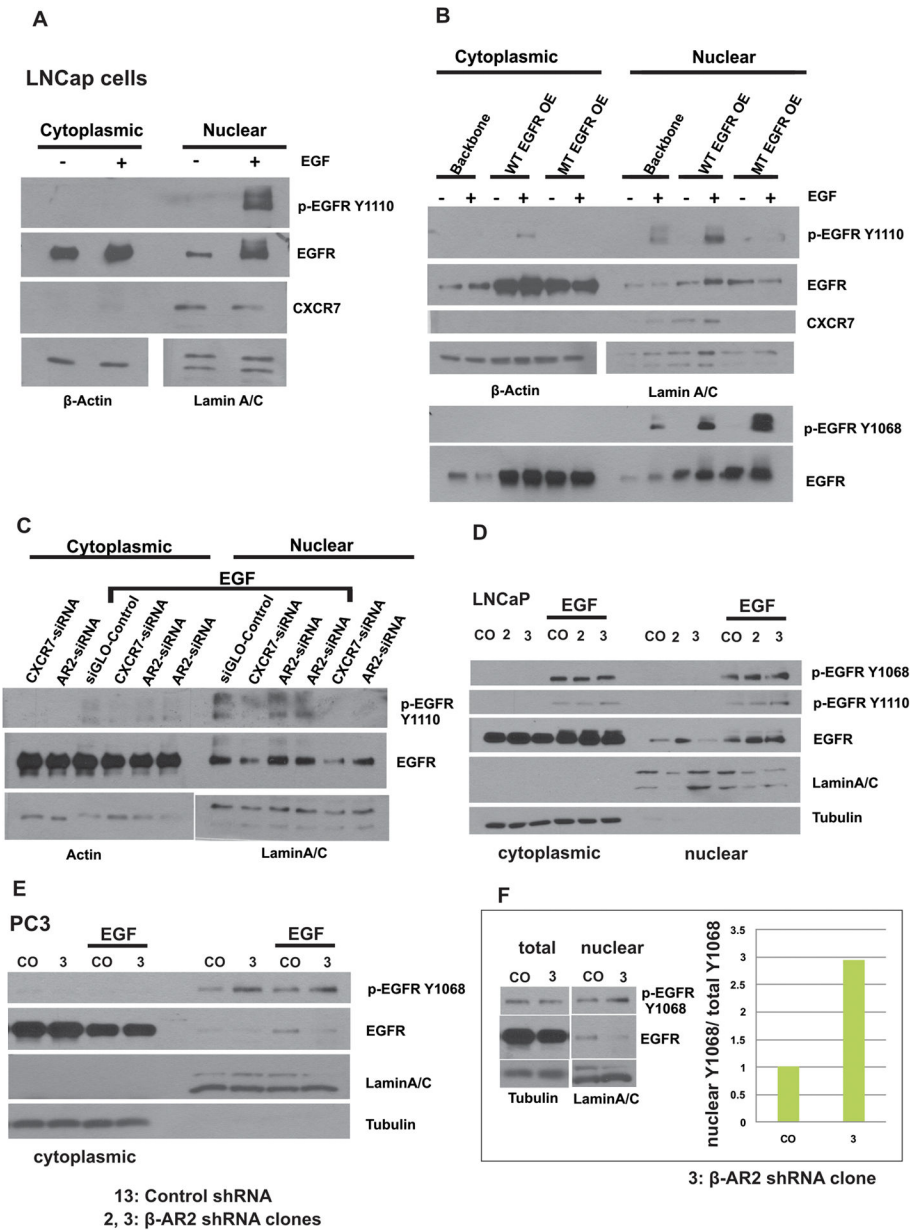 A
LNCap cells
Cytoplasmic Nuclear
- + - + EGF
p-EGFR Y1110
EGFR
CXCR7
β-Actin Lamin A/C
B
Cytoplasmic Nuclear
Backbone WT EGFR OE MT EGFR OE Backbone WT EGFR OE MT EGFR OE
- + - + - + - + - + - + EGF
p-EGFR Y1110
EGFR
CXCR7
β-Actin Lamin A/C
p-EGFR Y1068
EGFR
C
Cytoplasmic Nuclear
EGF
CXCR7-siRNA AR2-siRNA siGLO-Control CXCR7-siRNA AR2-siRNA AR2-siRNA siGLO-Control CXCR7-siRNA AR2-siRNA AR2-siRNA CXCR7-siRNA AR2-siRNA
p-EGFR
Y1110
EGFR
Actin LaminA/C
D
LNCaP
EGF EGF
CO 2 3 CO 2 3 CO 2 3 CO 2 3
p-EGFR Y1068
p-EGFR Y1110
EGFR
LaminA/C
Tubulin
cytoplasmic nuclear
E
PC3
EGF EGF
CO 3 CO 3 CO 3 CO 3
p-EGFR Y1068
EGFR
LaminA/C
Tubulin
cytoplasmic
13: Control shRNA
2, 3: β-AR2 shRNA clones
F
total nuclear
CO 3 CO 3
p-EGFR
Y1068
EGFR
Tubulin LaminA/C
nuclear Y1068/ total Y1068
3.5
3
2.5
2
1.5
1
0.5
0
CO 3
3: β-AR2 shRNA clone